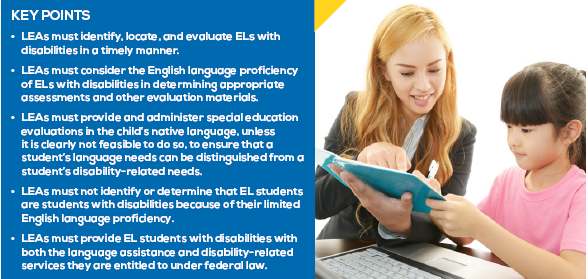 KEY POINTS
• LEAs must identify, locate, and evaluate ELs with
disabilities in a timely manner.
• LEAs must consider the English language proficiency
of ELs with disabilities in determining appropriate
assessments and other evaluation materials.
• LEAs must provide and administer special education
evaluations in the child's native language, unless
it is clearly not feasible to do so, to ensure that a
student's language needs can be distinguished from a
student's disability-related needs.
• LEAs must not identify or determine that EL students
are students with disabilities because of their limited
English language proficiency.
• LEAs must provide EL students with disabilities with
both the language assistance and disability-related
services they are entitled to under federal law.